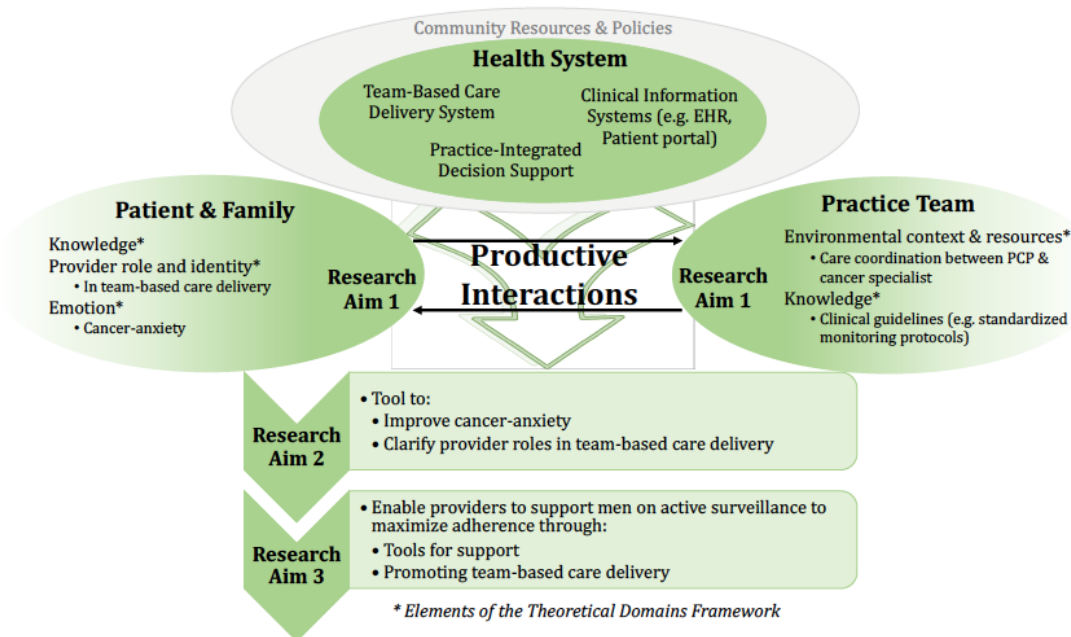 Community Resources & Policies
Health System
Team-Based Care
Delivery System
Clinical Information
Systems (e.g. EHR,
Patient portal)
Practice-Integrated
Decision Support
Patient & Family
Knowledge*
Provider role and identity*
• In team-based care delivery
Emotion*
• Cancer-anxiety
Research
Aim 1
Productive
Interactions
Research
Aim 1
Practice Team
Environmental context & resources*
• Care coordination between PCP &
cancer specialist
Knowledge*
• Clinical guidelines (e.g. standardized
monitoring protocols)
Research
Aim 2
• Tool to:
• Improve cancer-anxiety
• Clarify provider roles in team-based care delivery
Research
Aim 3
• Enable providers to support men on active surveillance to
maximize adherence through:
• Tools for support
• Promoting team-based care delivery
* Elements of the Theoretical Domains Framework